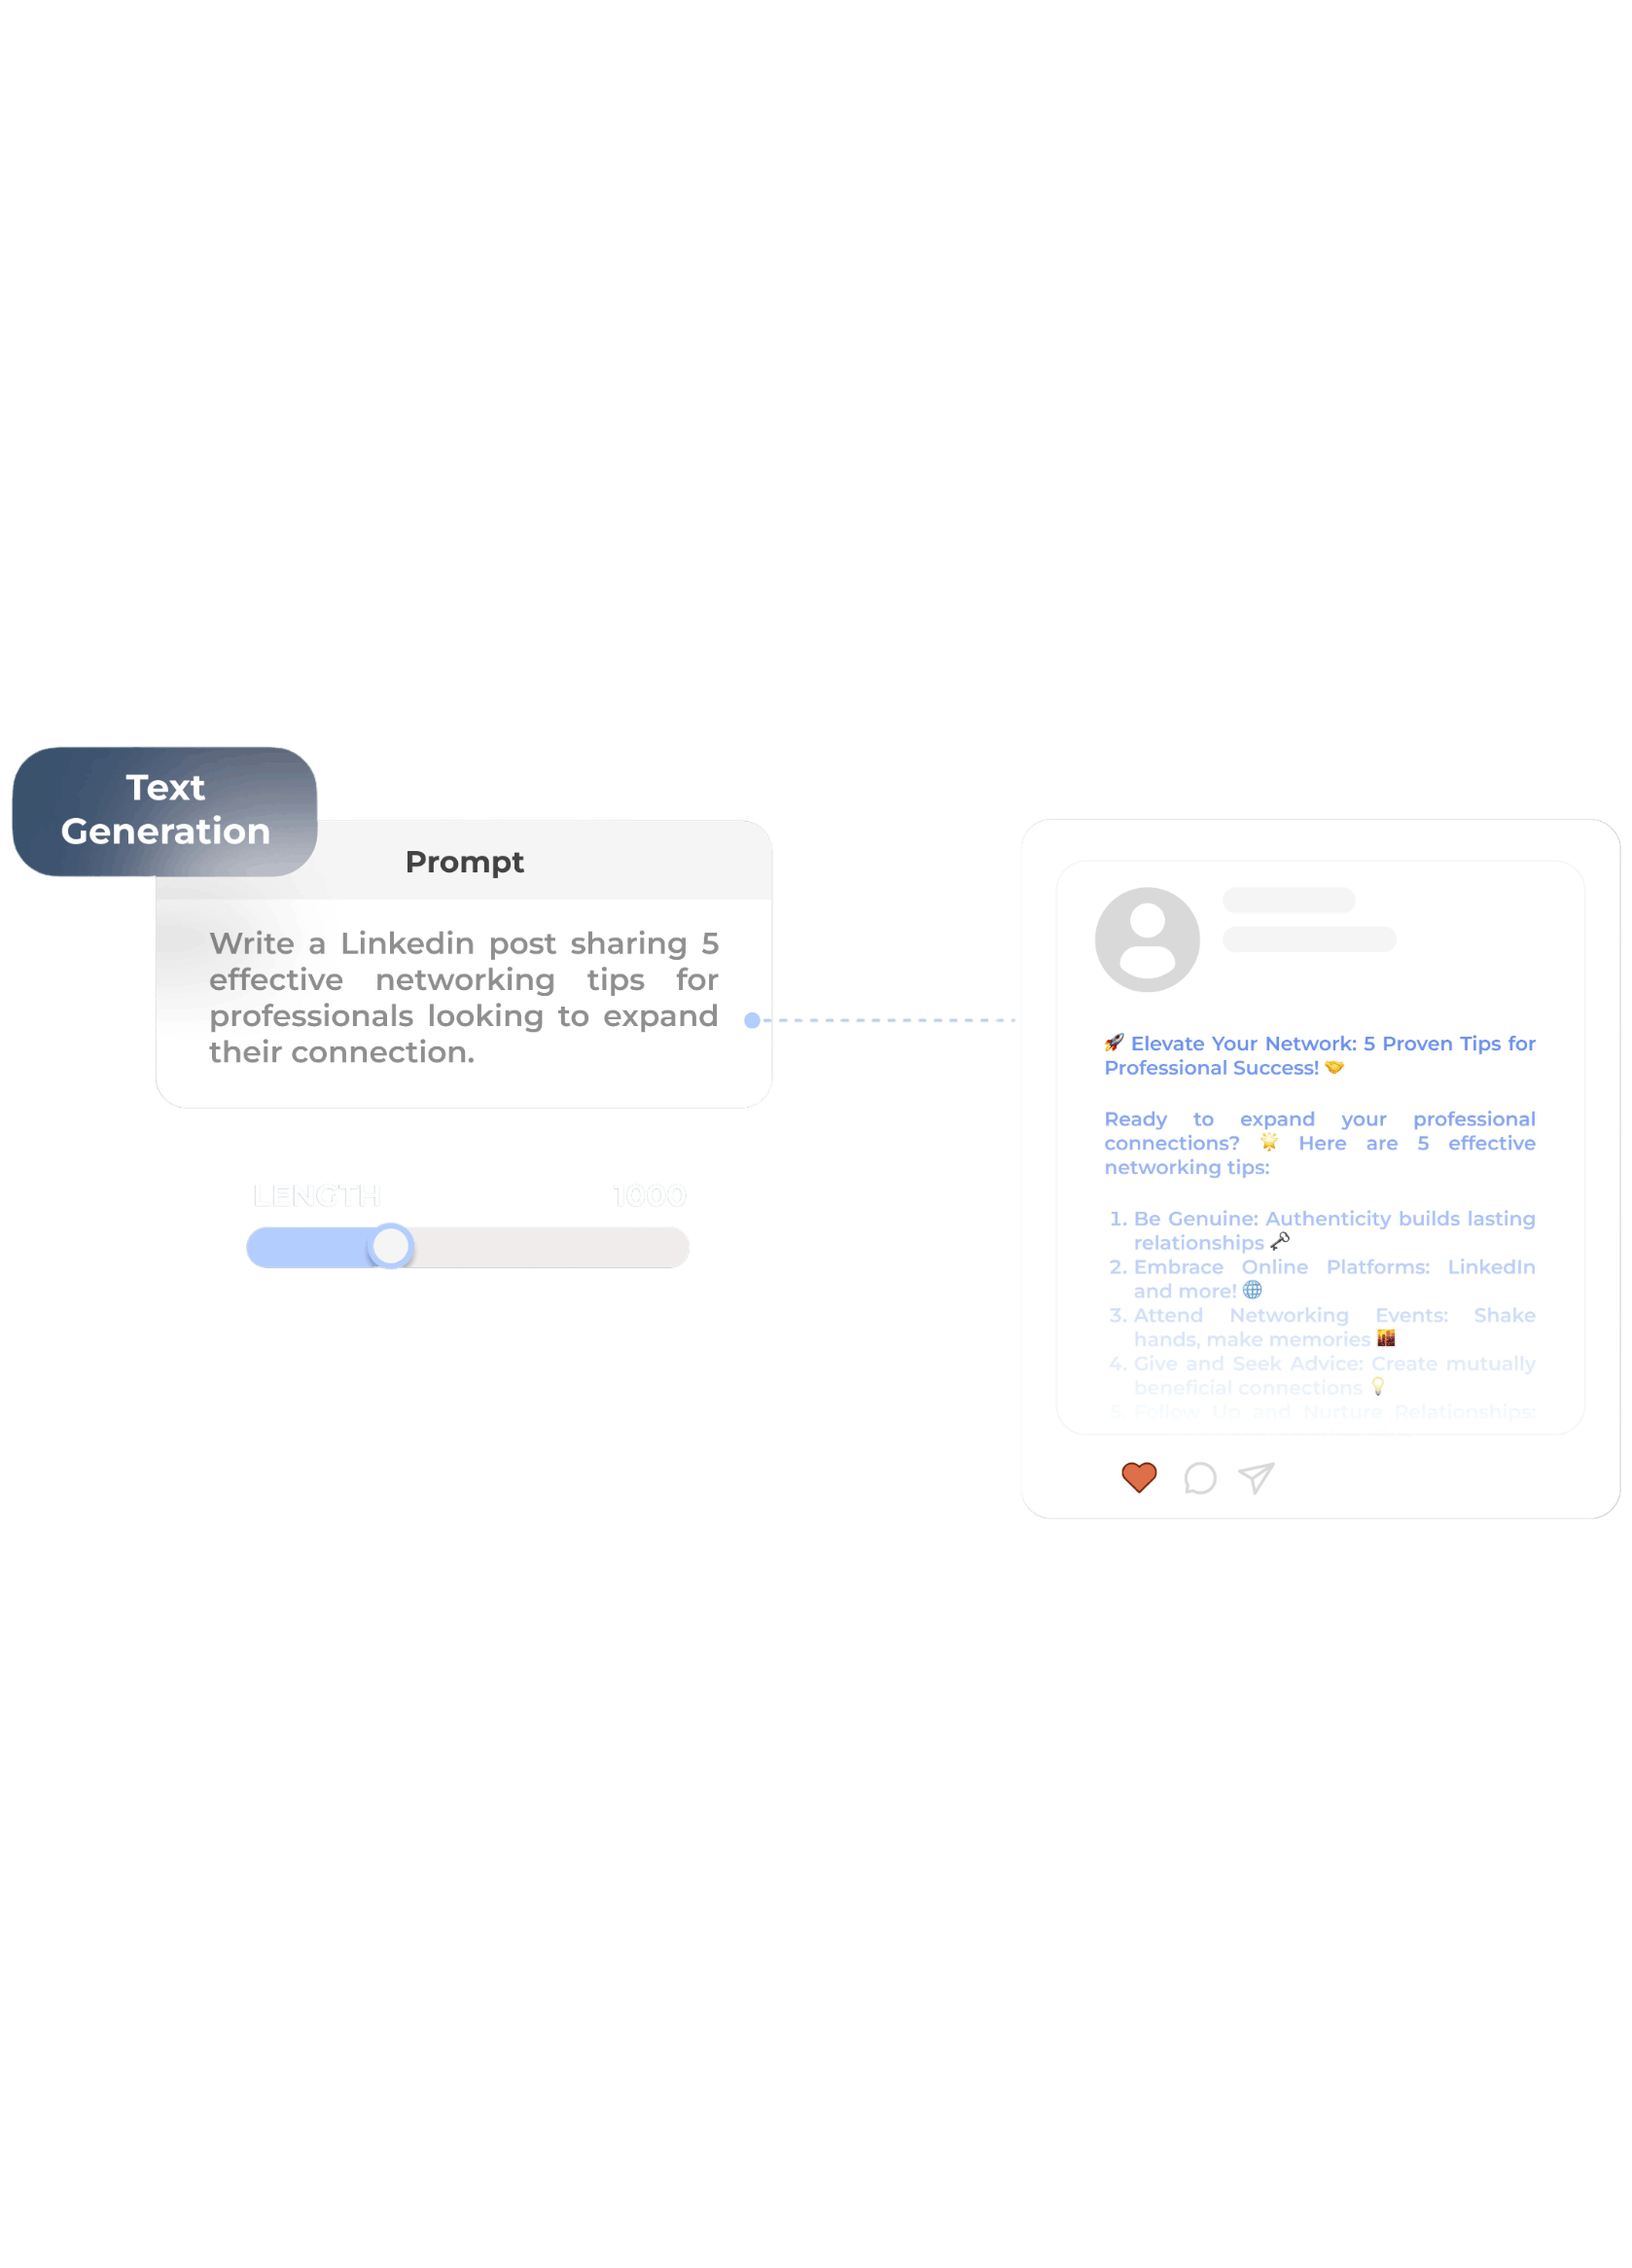 Text
Generation
Prompt
Write a Linkedin post sharing 5
effective networking tips for
professionals looking to expand
their connection.
LENGTH 1000
🚀 Elevate Your Network: 5 Proven Tips for
Professional Success! 🤝
Ready to expand your professional
connections? 🌟 Here are 5 effective
networking tips:
1. Be Genuine: Authenticity builds lasting
relationships 🗝️
2. Embrace Online Platforms: LinkedIn
and more! 🌐
3. Attend Networking Events: Shake
hands, make memories 🌇
4. Give and Seek Advice: Create mutually
beneficial connections 💡
5. Follow Up and Nurture Relationships: